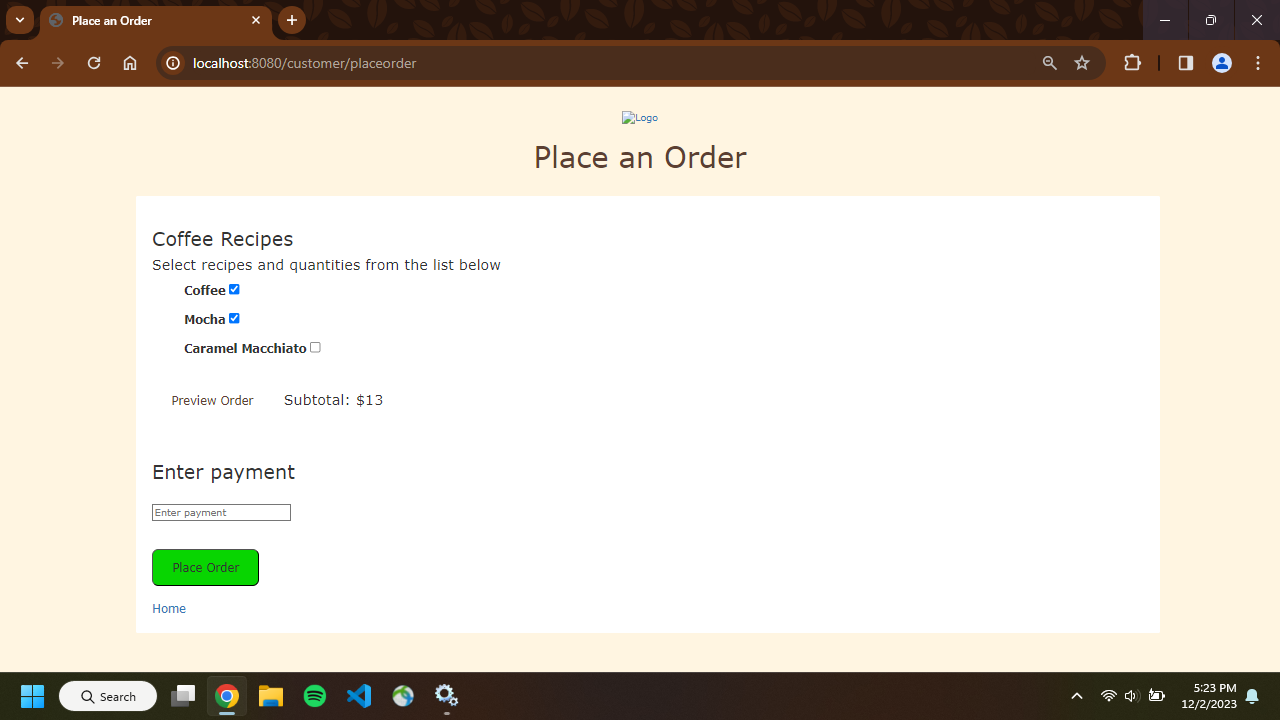 Place an Order
localhost:8080/customer/placeorder
Logo
Place an Order
Coffee Recipes
Select recipes and quantities from the list below
Coffee
Mocha
Caramel Macchiato
Preview Order Subtotal: $13
Enter payment
Enter payment
Place Order
Home
Search
5:23 PM
12/2/2023